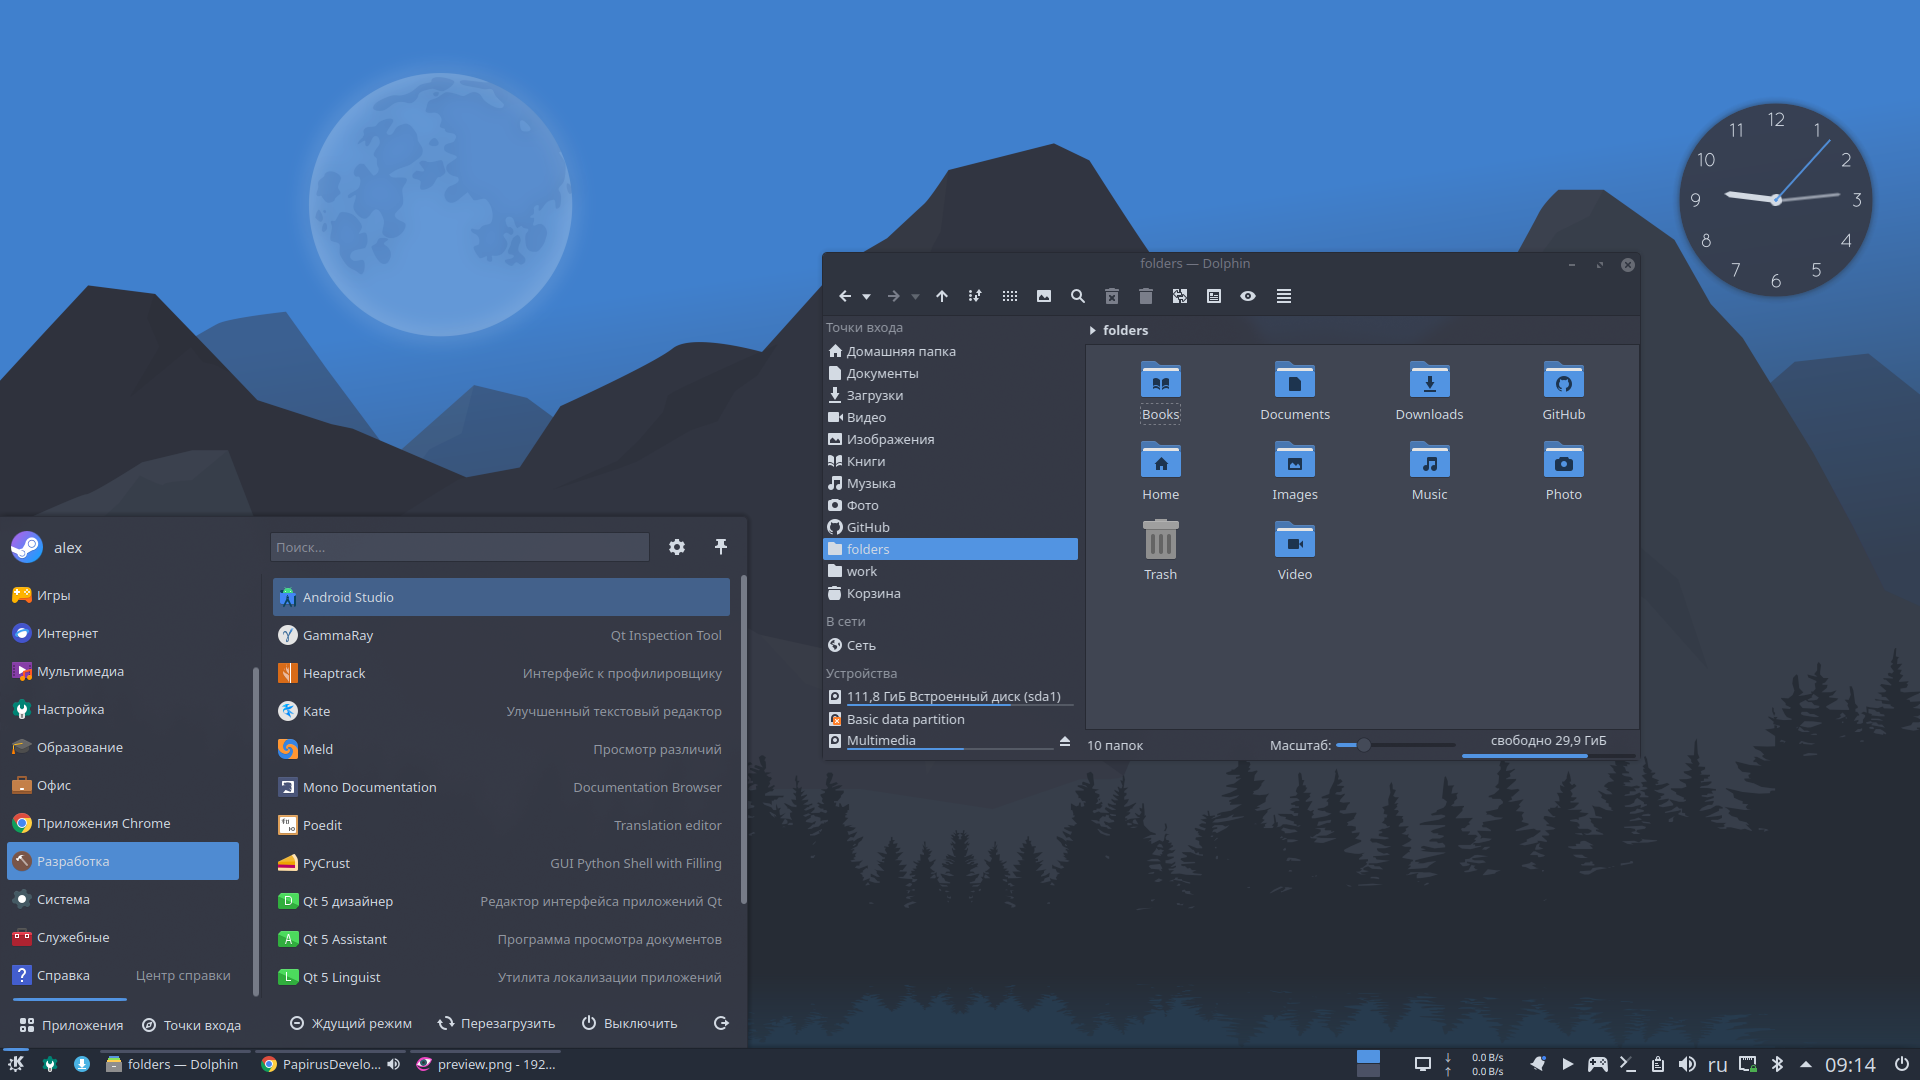 12
11
1
10
2
9
3
8
4
7
5
6
folders — Dolphin
Точки входа
Домашняя папка
Документы
Загрузки
Видео
Изображения
Книги
Музыка
Фото
GitHub
folders
work
Корзина
В сети
Сеть
Устройства
111,8 ГиБ Встроенный диск (sda1)
Basic data partition
Multimedia
folders
Books Documents Downloads GitHub
Home Images Music Photo
Trash Video
10 папок Масштаб: свободно 29,9 ГиБ
alex
Поиск...
Игры
Интернет
Мультимедиа
Настройка
Образование
Офис
Приложения Chrome
Разработка
Система
Служебные
Справка Центр справки
Android Studio
GammaRay Qt Inspection Tool
Heaptrack Интерфейс к профилировщику
Kate Улучшенный текстовый редактор
Meld Просмотр различий
Mono Documentation Documentation Browser
Poedit Translation editor
PyCrust GUI Python Shell with Filling
Qt 5 дизайнер Редактор интерфейса приложений Qt
Qt 5 Assistant Программа просмотра документов
Qt 5 Linguist Утилита локализации приложений
Приложения Точки входа Ждущий режим Перезагрузить Выключить
folders — Dolphin PapirusDevelo... preview.png - 192...
0.0 B/s
0.0 B/s
ru
09:14